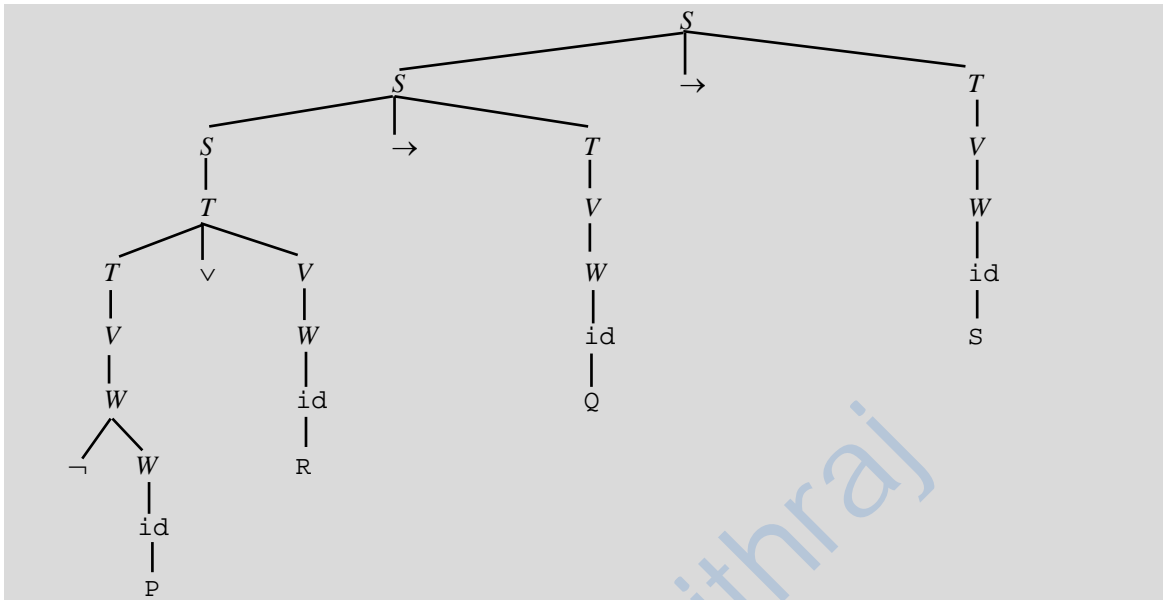 S
S → T
S → T V
T V W
T ∨ V W id
V W id S
W id Q
¬ W R
id
P